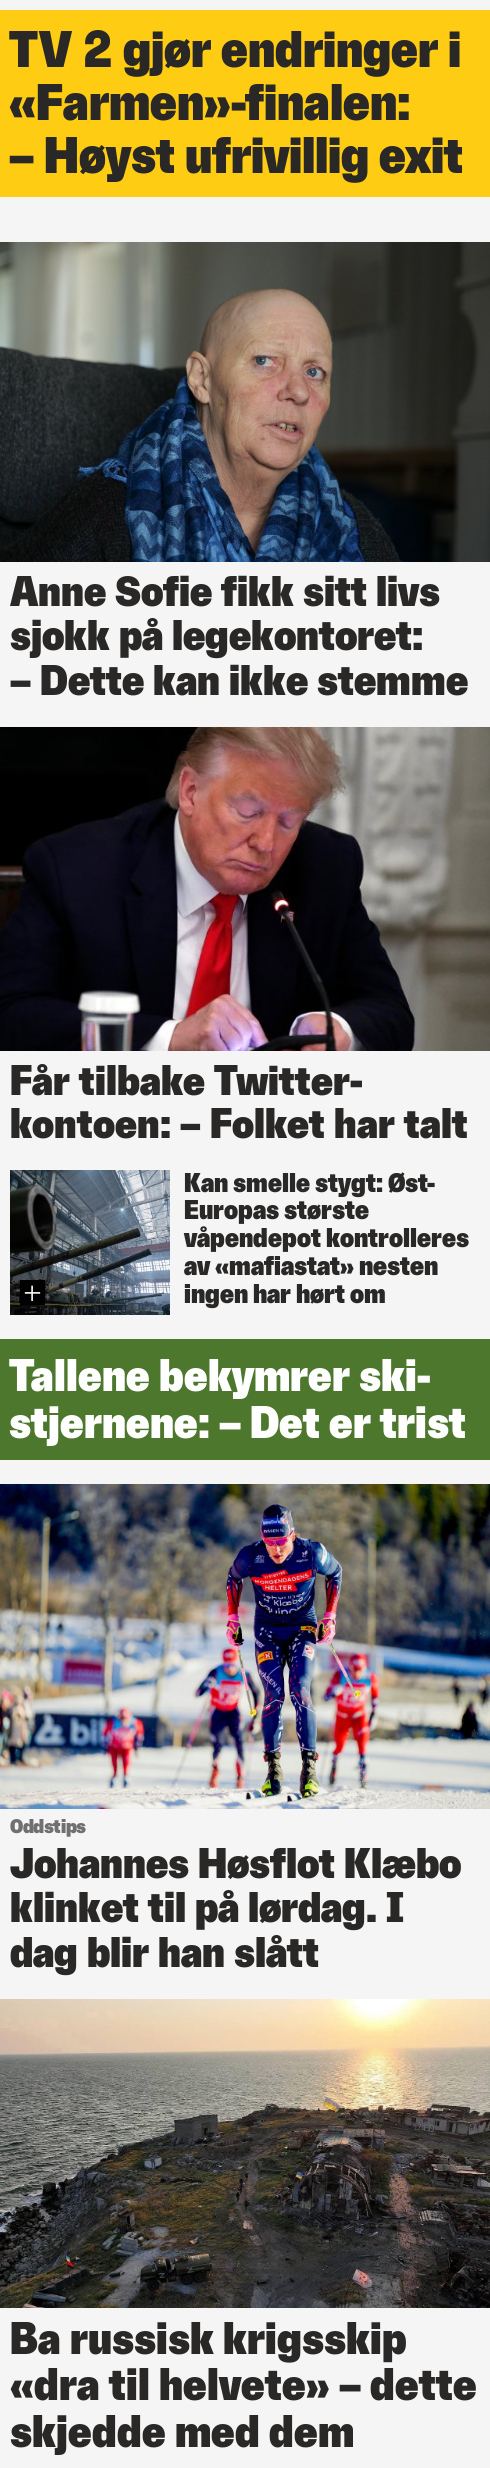 TV 2 gjør endringer i
«Farmen»-finalen:
– Høyst ufrivillig exit
Anne Sofie fikk sitt livs
sjokk på legekontoret:
– Dette kan ikke stemme
Får tilbake Twitter-
kontoen: – Folket har talt
Kan smelle stygt: Øst-
Europas største
våpendepot kontrolleres
av «mafiastat» nesten
ingen har hørt om
Tallene bekymrer ski-
stjernene: – Det er trist
MORGENDAGENS
HELTER
Oddstips
Johannes Høsflot Klæbo
klinket til på lørdag. I
dag blir han slått
Ba russisk krigsskip
«dra til helvete» – dette
skjedde med dem